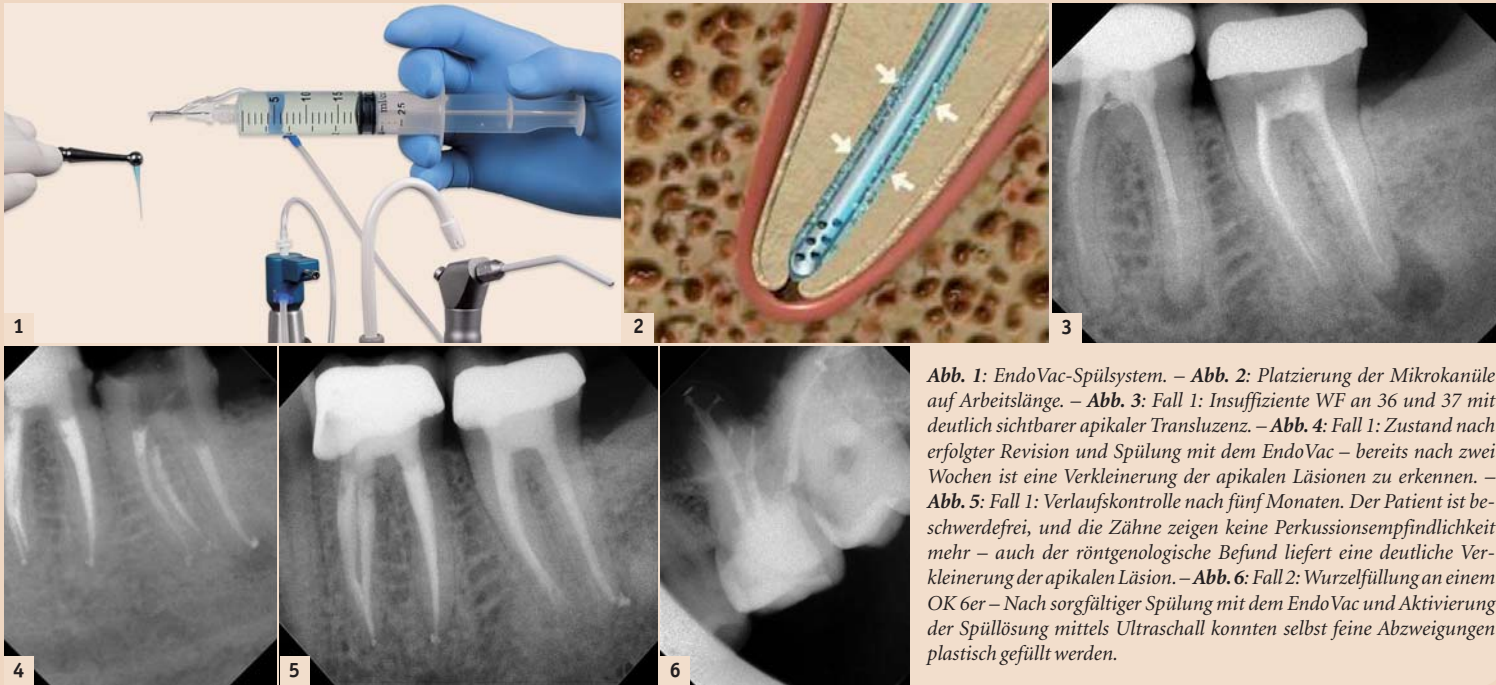 5 10 15 25
1
2
3
4
5
6
Abb. 1: EndoVac-Spülsystem. – Abb. 2: Platzierung der Mikrokanüle
auf Arbeitslänge. – Abb. 3: Fall 1: Insuffiziente WF an 36 und 37 mit
deutlich sichtbarer apikaler Transluzenz. – Abb. 4: Fall 1: Zustand nach
erfolgter Revision und Spülung mit dem EndoVac – bereits nach zwei
Wochen ist eine Verkleinerung der apikalen Läsionen zu erkennen. –
Abb. 5: Fall 1: Verlaufskontrolle nach fünf Monaten. Der Patient ist be-
schwerdefrei, und die Zähne zeigen keine Perkussionsempfindlichkeit
mehr – auch der röntgenologische Befund liefert eine deutliche Ver-
kleinerung der apikalen Läsion. – Abb. 6: Fall 2: Wurzelfüllung an einem
OK 6er – Nach sorgfältiger Spülung mit dem EndoVac und Aktivierung
der Spüllösung mittels Ultraschall konnten selbst feine Abzweigungen
plastisch gefüllt werden.